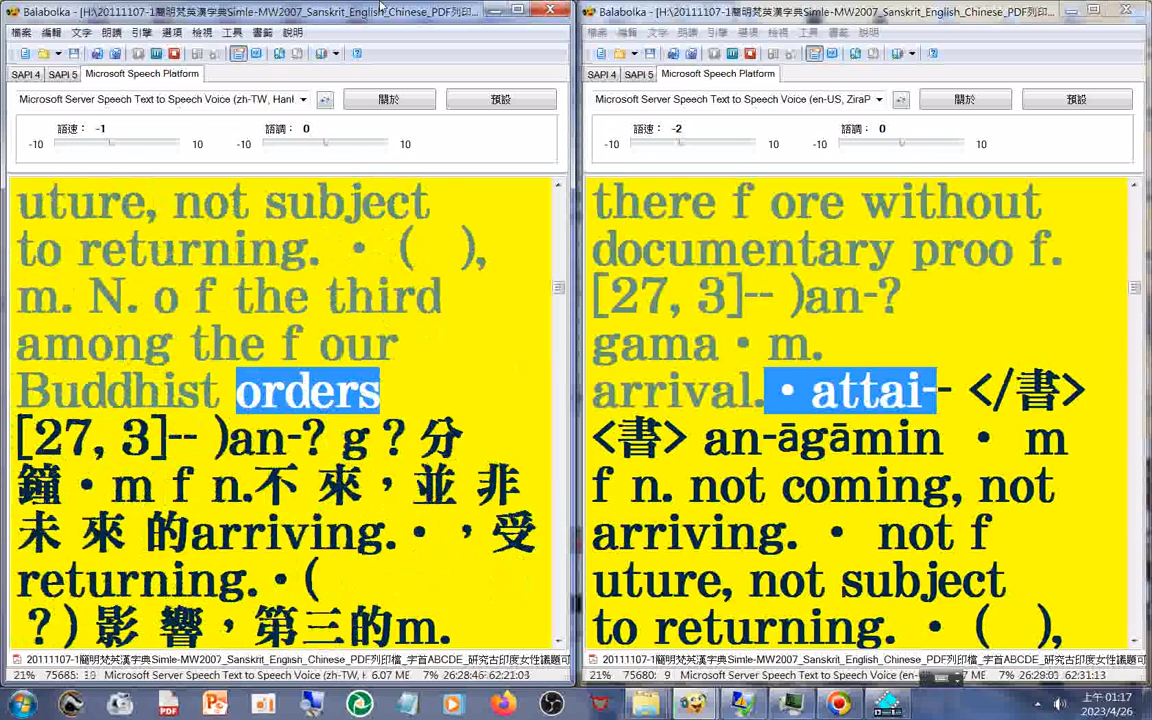 Balabolka - [H:\20111107-1簡明梵英漢字典Simle-MW2007_Sanskrit_English_Chinese_PDF列印...
檔案 編輯 文字 朗讀 引擎 選項 檢視 工具 書籤 說明
SAPI 4 SAPI 5 Microsoft Speech Platform
Microsoft Server Speech Text to Speech Voice (zh-TW, Han
關於 預設
語速： -1 語調： 0
-10 10 -10 10
uture, not subject
to returning. • ( ),
m. N. o f the third
among the f our
Buddhist orders
[27, 3]-- )an-? g ? 分
鐘 • m f n.不 來，並 非
未 來 的arriving. • ，受
returning. • (
?) 影 響，第三的m.
20111107-1簡明梵英漢字典Simle-MW2007_Sanskrit_English_Chinese_PDF列印檔_字首ABCDE_研究古印度女性議題可
21% 75685: 19 Microsoft Server Speech Text to Speech Voice (zh-TW, H 6.07 ME 7% 26:28:46 62:21:03
Balabolka - [H:\20111107-1簡明梵英漢字典Simle-MW2007_Sanskrit_English_Chinese_PDF列印...
檔案 編輯 文字 朗讀 引擎 選項 檢視 工具 書籤 說明
SAPI 4 SAPI 5 Microsoft Speech Platform
Microsoft Server Speech Text to Speech Voice (en-US, ZiraP
關於 預設
語速： -2 語調： 0
-10 10 -10 10
there f ore without
documentary proo f.
[27, 3]-- )an-?
gama • m.
arrival. • attai-- </書>
<書> an-āgāmin • m
f n. not coming, not
arriving. • not f
uture, not subject
to returning. • ( ),
20111107-1簡明梵英漢字典Simle-MW2007_Sanskrit_English_Chinese_PDF列印檔_字首ABCDE_研究古印度女性議題可
21% 75680: 9 Microsoft Server Speech Text to Speech Voice (en-US, 7% 26:29:01 62:31:13
上午 01:17
2023/4/26